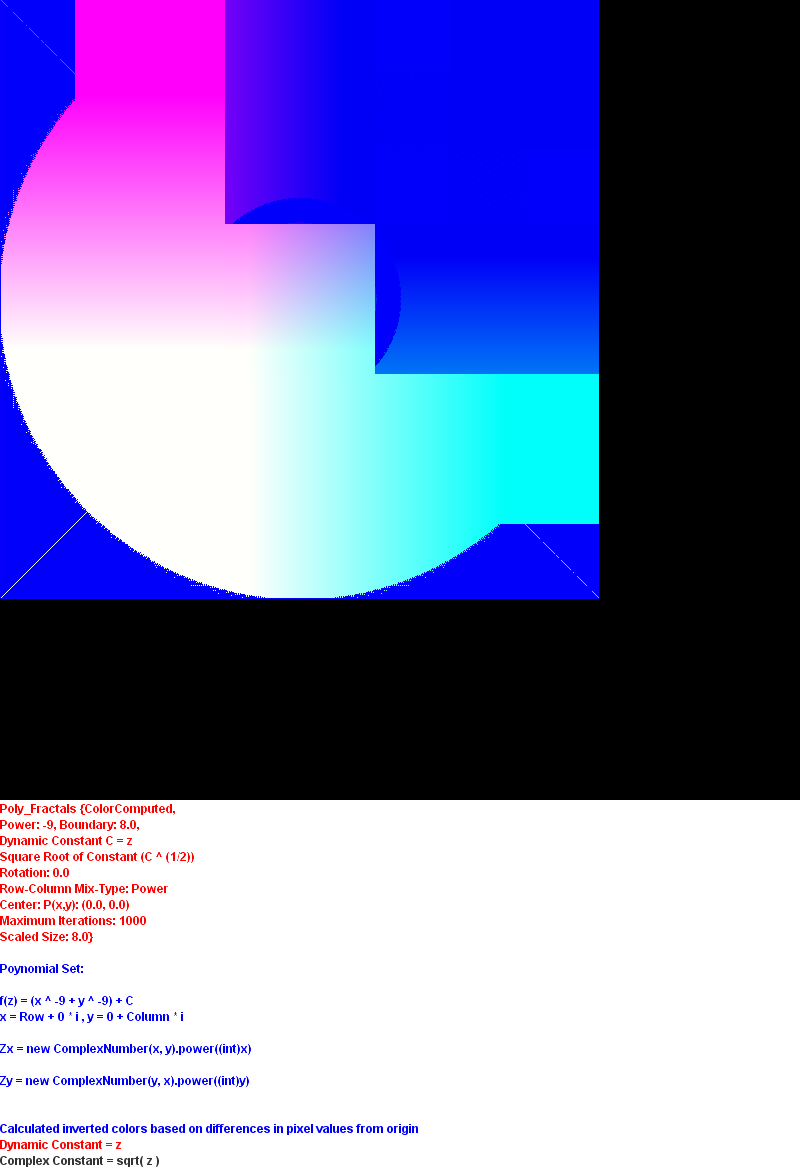 Poly_Fractals {ColorComputed,
Power: -9, Boundary: 8.0,
Dynamic Constant C = z
Square Root of Constant (C ^ (1/2))
Rotation: 0.0
Row-Column Mix-Type: Power
Center: P(x,y): (0.0, 0.0)
Maximum Iterations: 1000
Scaled Size: 8.0}
Poynomial Set:
f(z) = (x ^ -9 + y ^ -9) + C
x = Row + 0 * i , y = 0 + Column * i
Zx = new ComplexNumber(x, y).power((int)x)
Zy = new ComplexNumber(y, x).power((int)y)
Calculated inverted colors based on differences in pixel values from origin
Dynamic Constant = z
Complex Constant = sqrt( z )